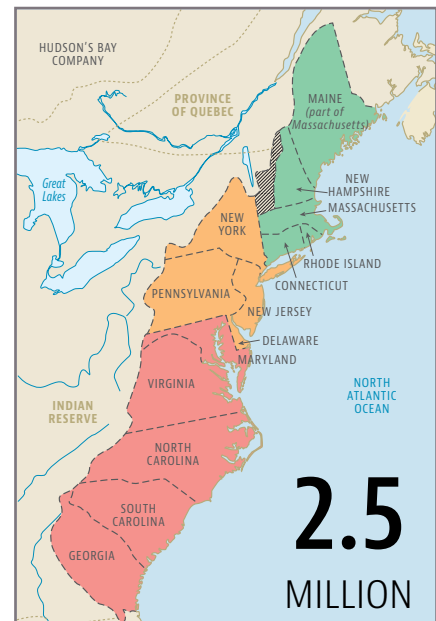 HUDSON'S BAY
COMPANY
PROVINCE
OF QUEBEC
MAINE
(part of
Massachusetts)
Great
Lakes
NEW
HAMPSHIRE
MASSACHUSETTS
NEW
YORK
RHODE ISLAND
CONNECTICUT
PENNSYLVANIA
NEW JERSEY
DELAWARE
MARYLAND
VIRGINIA
NORTH
ATLANTIC
OCEAN
INDIAN
RESERVE
NORTH
CAROLINA
SOUTH
CAROLINA
GEORGIA
2.5
MILLION